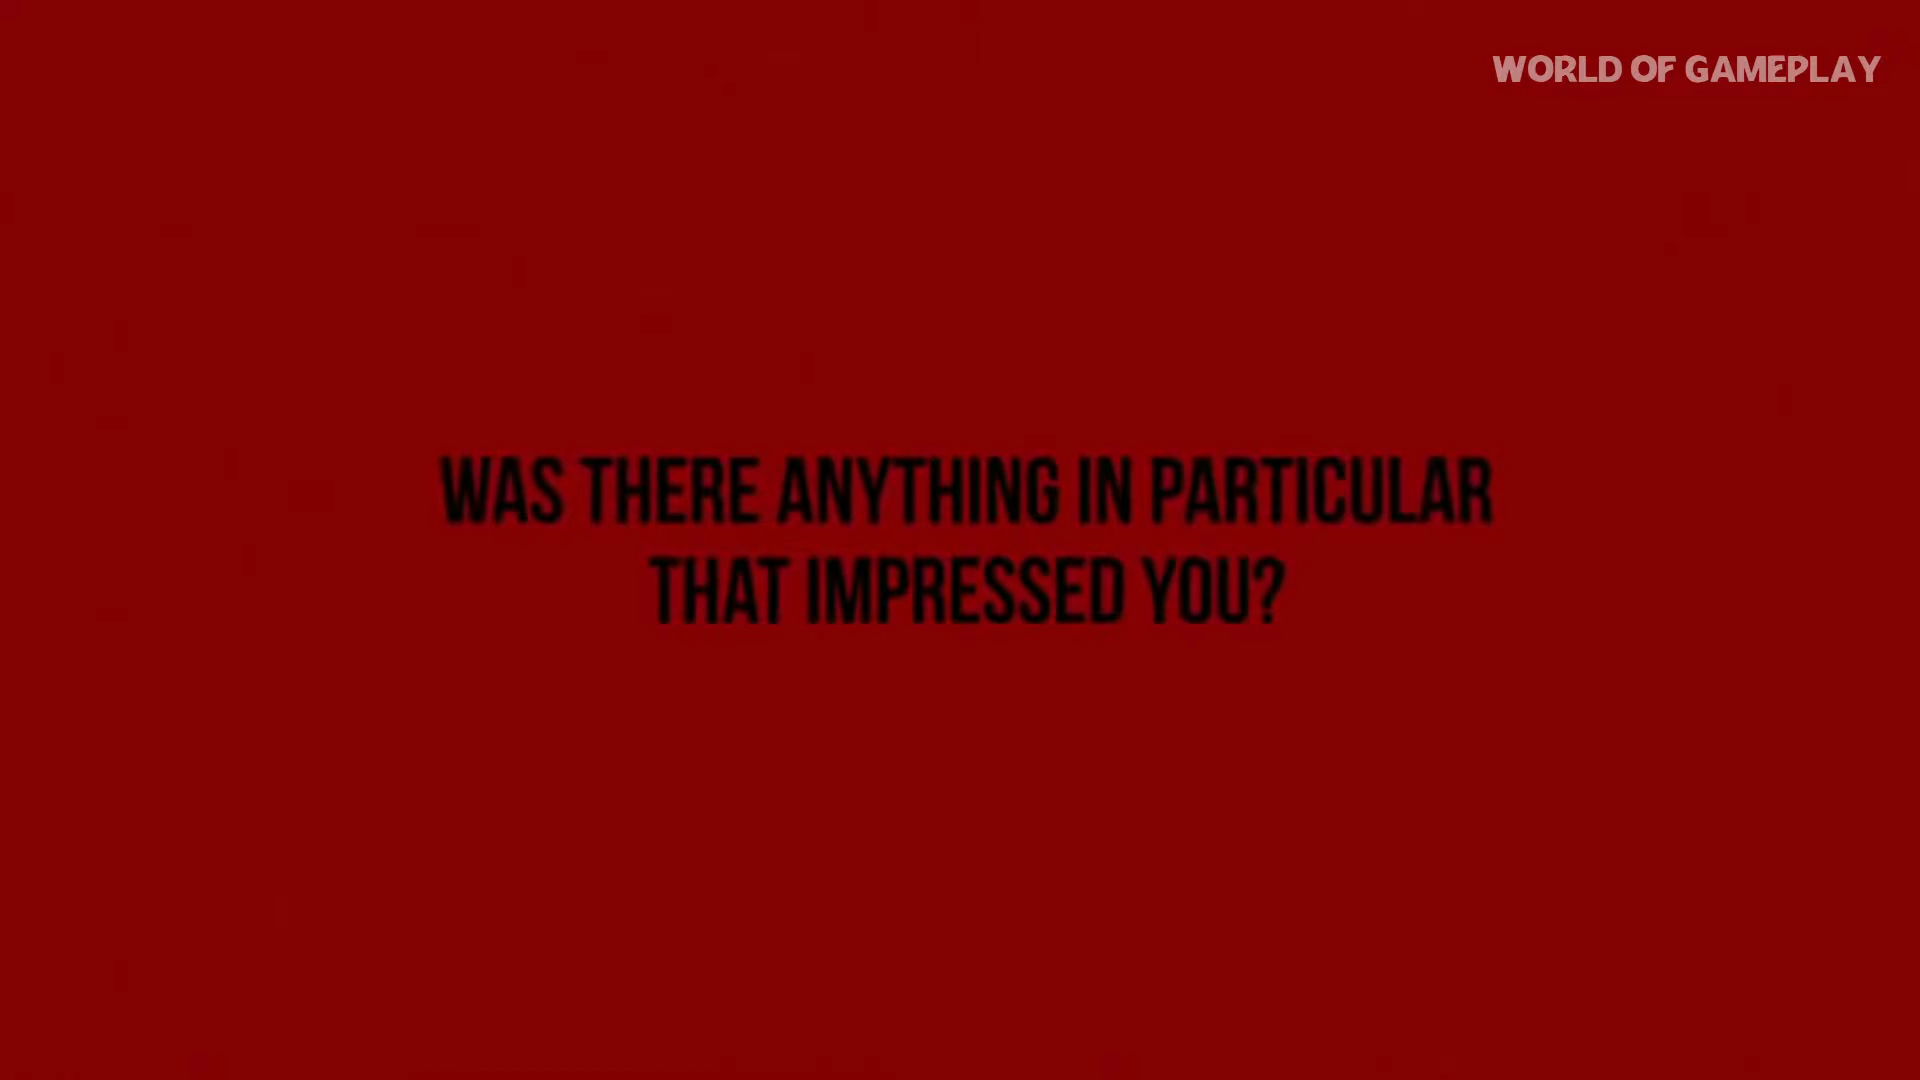 WORLD OF GAMEPLAY
WAS THERE ANYTHING IN PARTICULAR
THAT IMPRESSED YOU?